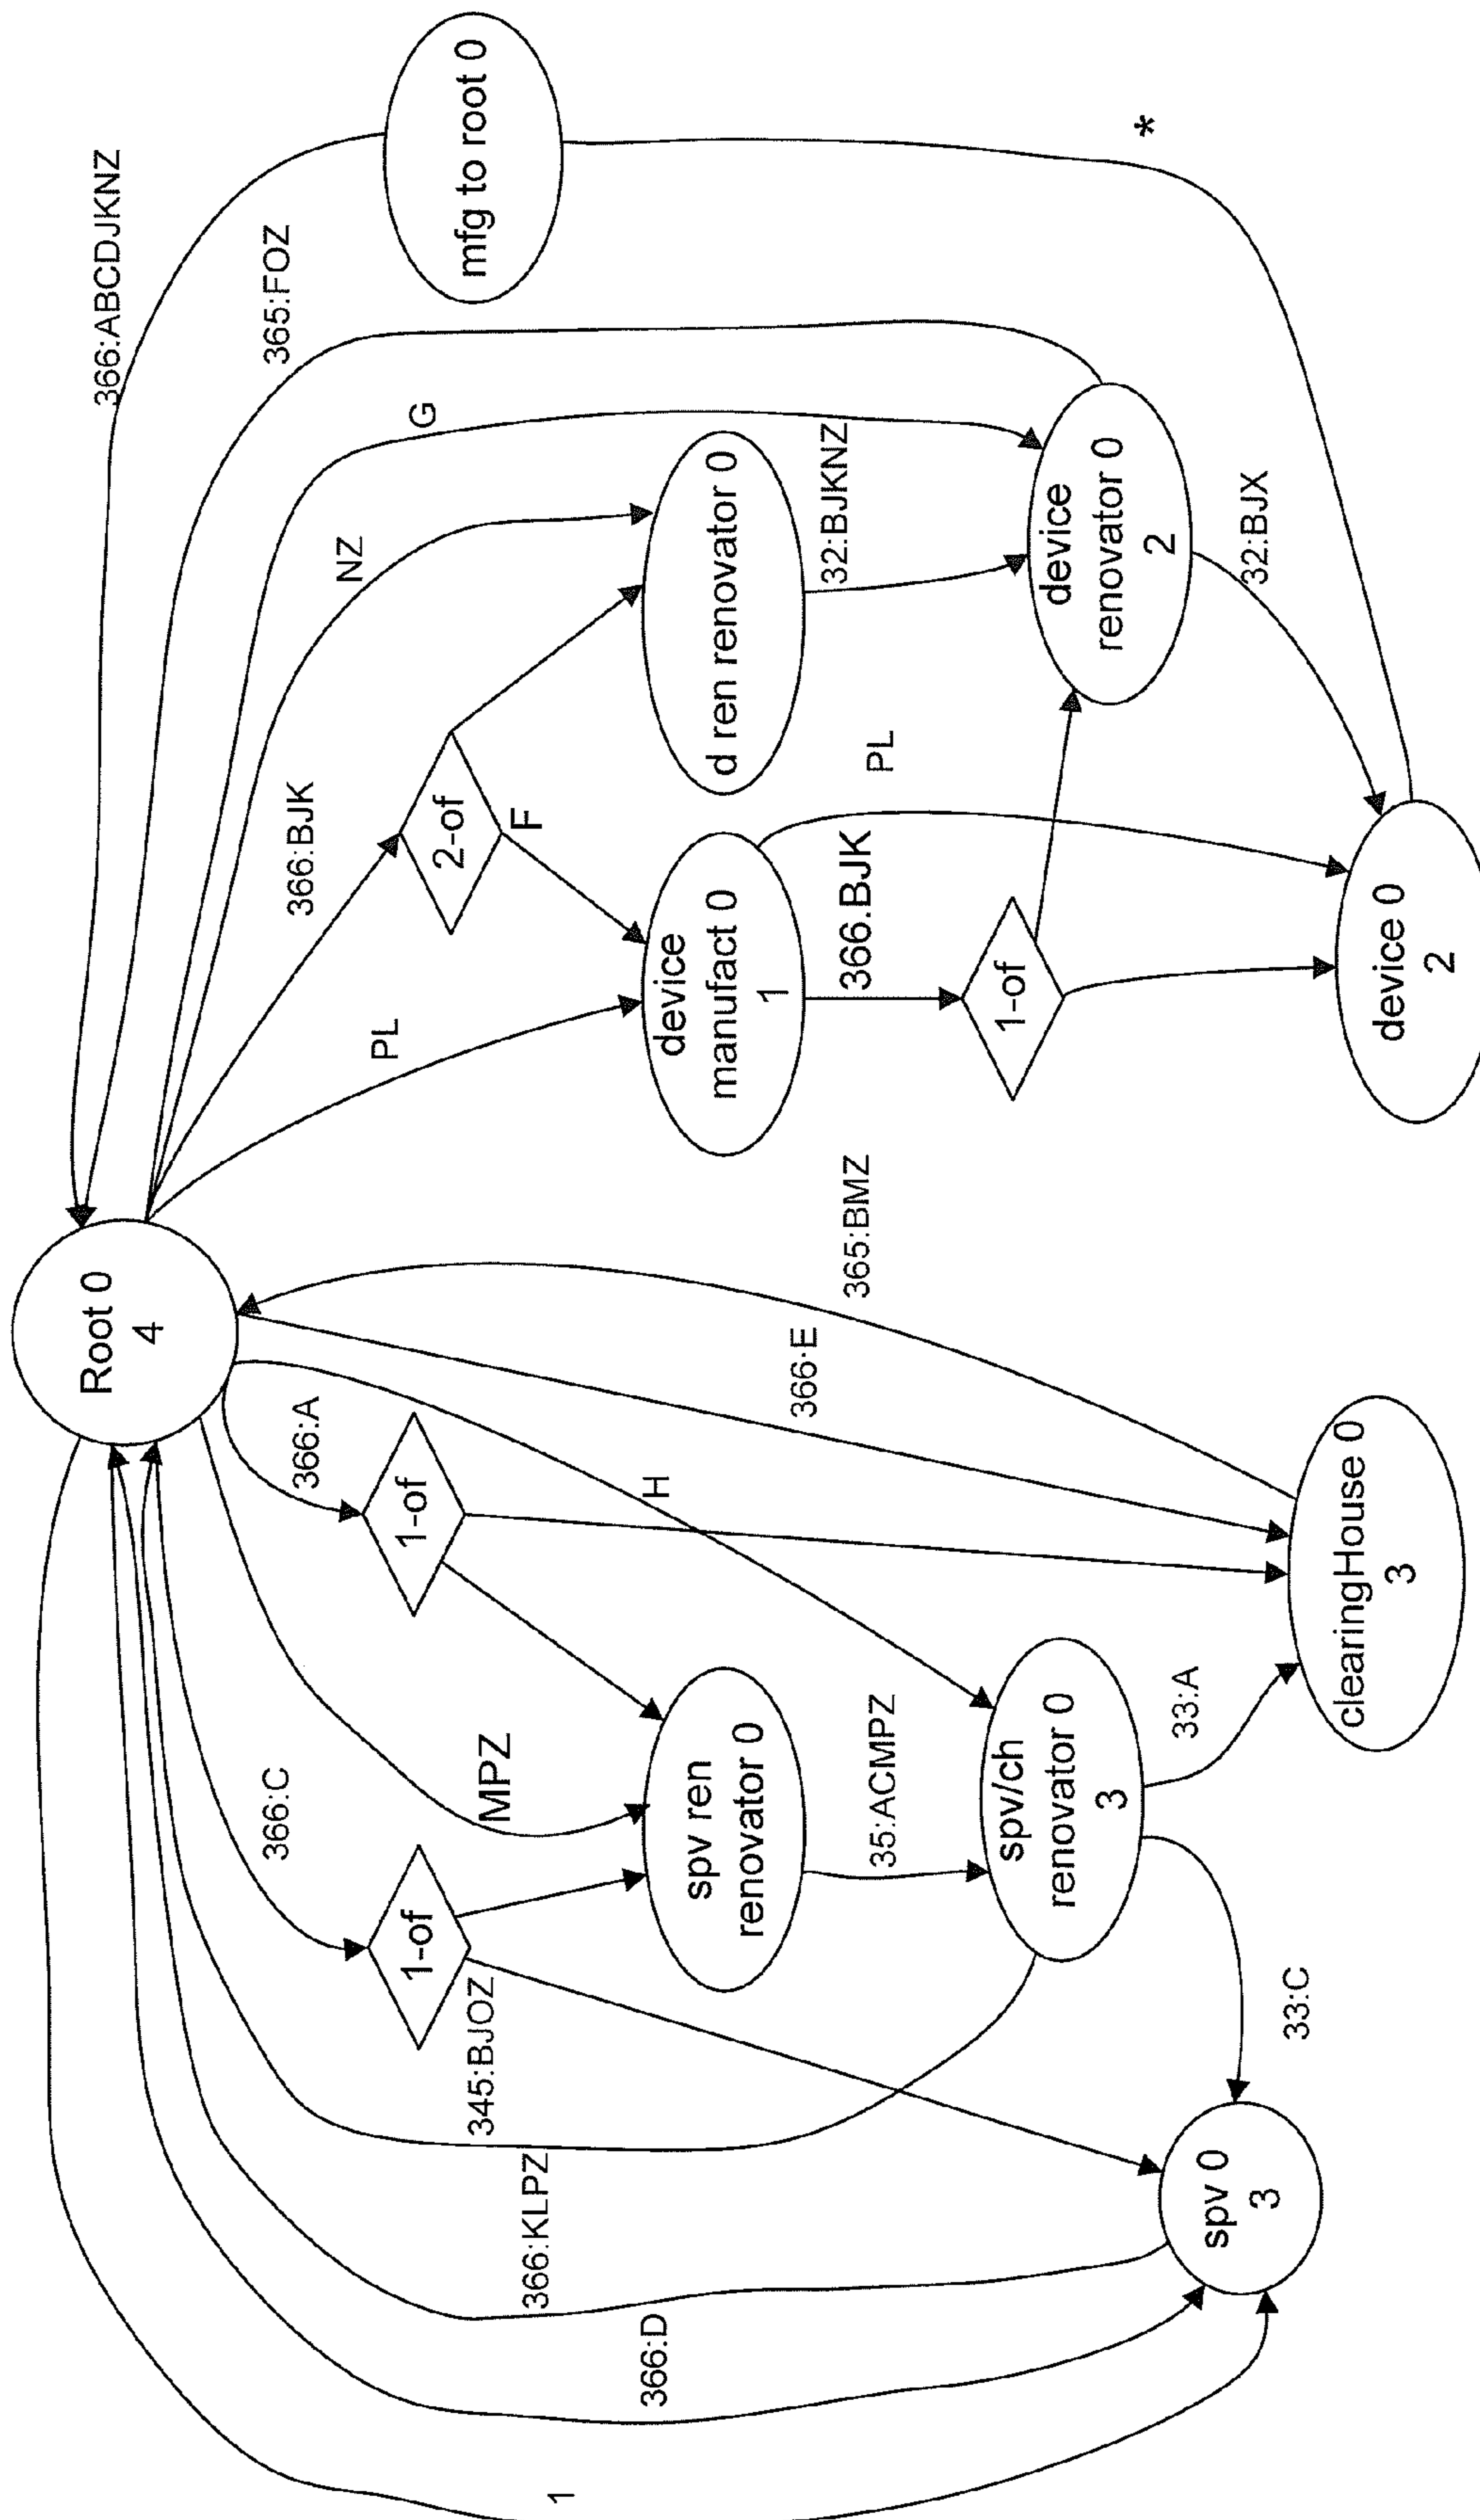 Root 0
4
366:ABCDJKNZ
365:FOZ
G
NZ
366:BJK
PL
366:A
366:C
mfg to root 0
2-of
F
1-of
1-of
MPZ
345:BJOZ
366:KLPZ
366:D
1
H
366:E
365:BMZ
d ren renovator 0
device
manufact 0
1
spv ren
renovator 0
32:BJKNZ
PL
366.BJK
35:ACMPZ
1-of
device
renovator 0
2
spv/ch
renovator 0
3
*
32:BJX
33:A
33:C
spv 0
3
clearingHouse 0
3
device 0
2